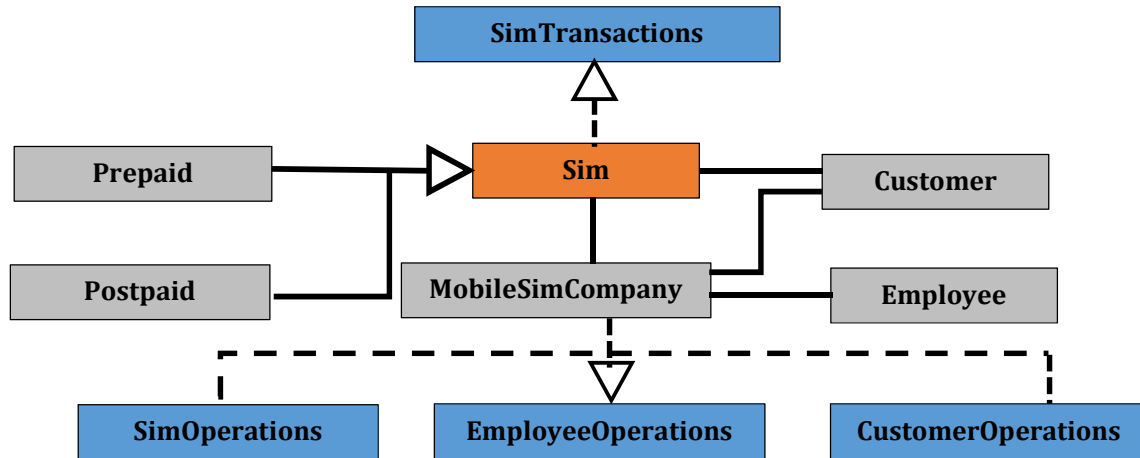 SimTransactions
Prepaid
Sim
Customer
Postpaid
MobileSimCompany
Employee
SimOperations
EmployeeOperations
CustomerOperations